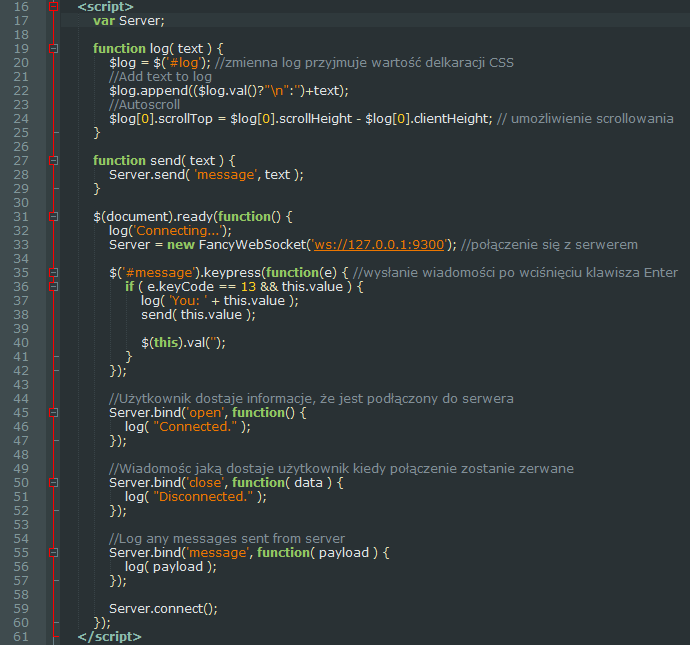 16 <script>
17 var Server;
18
19 function log( text ) {
20 $log = $('#log'); //zmienna log przyjmuje wartość delkaracji CSS
21 //Add text to log
22 $log.append(($log.val()?"\n":'')+text);
23 //Autoscroll
24 $log[0].scrollTop = $log[0].scrollHeight - $log[0].clientHeight; // umożliwienie scrollowania
25 }
26
27 function send( text ) {
28 Server.send( 'message', text );
29 }
30
31 $(document).ready(function() {
32 log('Connecting...');
33 Server = new FancyWebSocket('ws://127.0.0.1:9300'); //połączenie się z serwerem
34
35 $('#message').keypress(function(e) { //wysłanie wiadomości po wciśnięciu klawisza Enter
36 if ( e.keyCode == 13 && this.value ) {
37 log( 'You: ' + this.value );
38 send( this.value );
39
40 $(this).val('');
41 }
42 });
43
44 //Użytkownik dostaje informacje, że jest podłączony do serwera
45 Server.bind('open', function() {
46 log( "Connected." );
47 });
48
49 //Wiadomośc jaką dostaje użytkownik kiedy połączenie zostanie zerwane
50 Server.bind('close', function( data ) {
51 log( "Disconnected." );
52 });
53
54 //Log any messages sent from server
55 Server.bind('message', function( payload ) {
56 log( payload );
57 });
58
59 Server.connect();
60 });
61 </script>